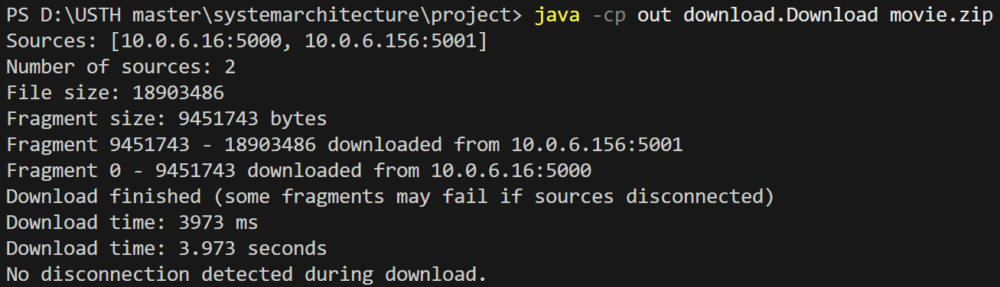 PS D:\USTH master\systemarchitecture\project> java -cp out download.Download movie.zip
Sources: [10.0.6.16:5000, 10.0.6.156:5001]
Number of sources: 2
File size: 18903486
Fragment size: 9451743 bytes
Fragment 9451743 - 18903486 downloaded from 10.0.6.156:5001
Fragment 0 - 9451743 downloaded from 10.0.6.16:5000
Download finished (some fragments may fail if sources disconnected)
Download time: 3973 ms
Download time: 3.973 seconds
No disconnection detected during download.